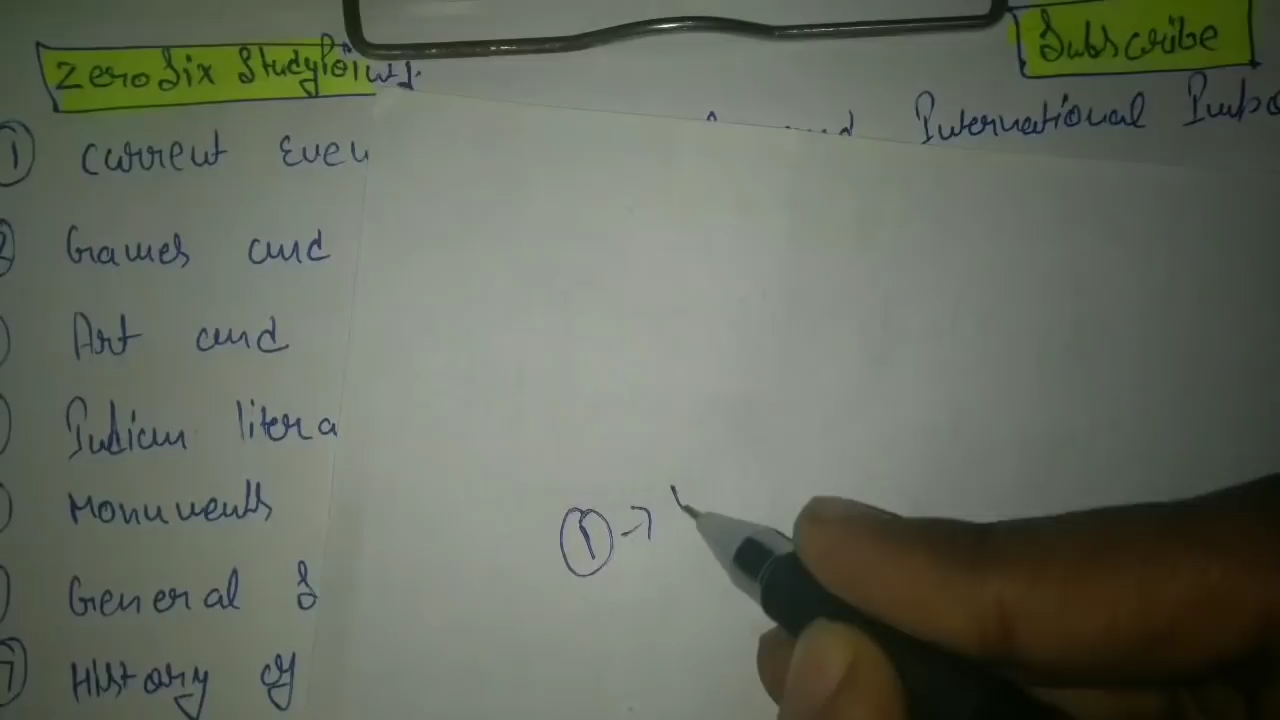 Zero Six StudyPoint
Subscribe
International
① Current Even
② Games and
Art and
Indian litera
Monuments
General S
⑦ History of
① →